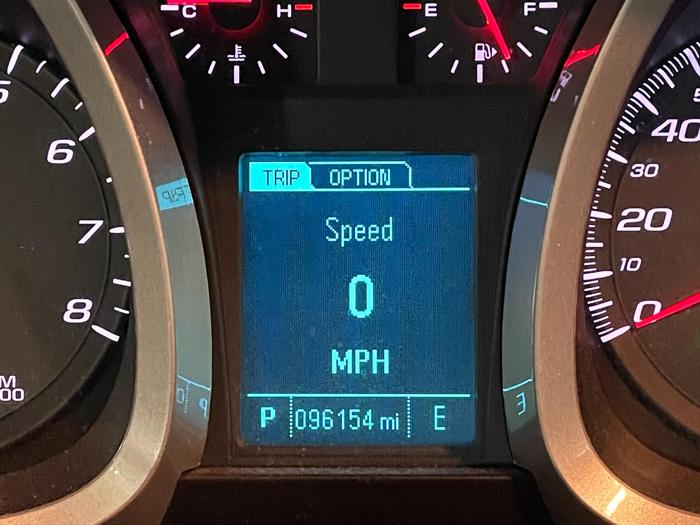 C H
E F
6
7
8
40
30
20
10
0
TRIP OPTION
Speed
0
MPH
P 096154 mi E